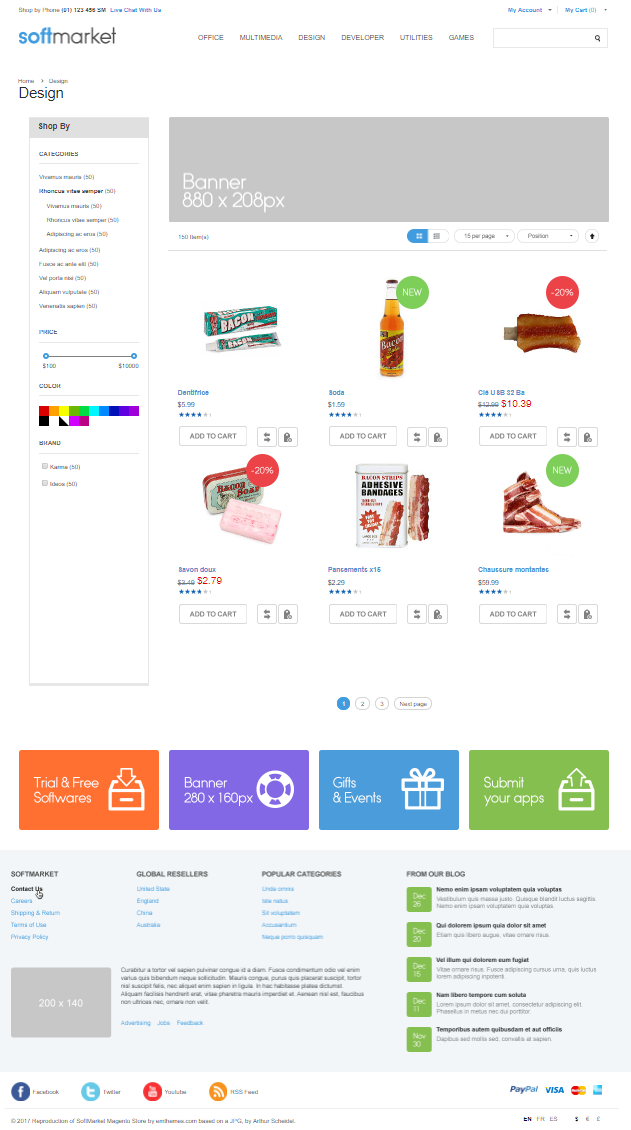 Shop by Phone (01) 123 456 SM Live Chat With Us
My Account My Cart (0)
softmarket
OFFICE MULTIMEDIA DESIGN DEVELOPER UTILITIES GAMES
Home > Design
Design
Shop By
CATEGORIES
Vivamus mauris (50)
Rhoncus vitae semper (50)
Vivamus mauris (50)
Rhoncus vitae semper (50)
Adipiscing ac eros (50)
Adipiscing ac eros (50)
Fusce ac ante elit (50)
Vel porta nisi (50)
Aliquam vulputate (50)
Venenatis sapien (50)
PRICE
$100 $10000
COLOR
BRAND
Karma (50)
Ideos (50)
Banner
880 x 208px
150 Item(s)
15 per page
Position
NEW
-20%
Dentifrice
$5.99
ADD TO CART
Soda
$1.59
ADD TO CART
Clé USB 32 Ba
$12.99 $10.39
ADD TO CART
-20%
BACON STRIPS
ADHESIVE
BANDAGES
NEW
Savon doux
$3.49 $2.79
ADD TO CART
Pansements x15
$2.29
ADD TO CART
Chaussure montantes
$59.99
ADD TO CART
1 2 3 Next page
Trial & Free
Softwares
Banner
280 x 160px
Gifts
& Events
Submit
your apps
SOFTMARKET
Contact Us
Careers
Shipping & Return
Terms of Use
Privacy Policy
GLOBAL RESELLERS
United State
England
China
Australia
POPULAR CATEGORIES
Unde omnis
Iste natus
Sit voluptatem
Accusantium
Neque porro quisquam
FROM OUR BLOG
Dec
26
Nemo enim ipsam voluptatem quia voluptas
Vestibulum quis massa justo. Quisque blandit luctus sagittis.
Nemo enim ipsam voluptatem quia voluptas.
Dec
20
Qui dolorem ipsum quia dolor sit amet
Etiam quis libero augue, vitae ornare risus.
Dec
15
Vel illum qui dolorem eum fugiat
Vitae ornare risus. Fusce adipiscing cursus urna, quis luctus
lorem adipiscing inpotenti.
Dec
11
Nam libero tempore cum soluta
Lorem ipsum dolor sit amet, consectetur adipiscing elit.
Phasellus in metus nec dui porttitor.
Nov
30
Temporibus autem quibusdam et aut officiis
Dapibus sed mollis sed, convallis at sapien.
200 x 140
Curabitur a tortor vel sapien pulvinar congue id a diam. Fusce condimentum odio vel enim
varius quis bibendum neque sollicitudin. Mauris congue, purus quis placerat suscipit, tortor
nisl suscipit felis, nec aliquet enim sapien in ligula. In hac habitasse platea dictumst.
Aliquam facilisis hendrerit erat, vitae pharetra mauris imperdiet at. Aenean nisl est, faucibus
non ultrices nec, ornare non velit.
Advertising Jobs Feedback
Facebook Twitter Youtube RSS Feed
PayPal VISA
© 2017 Reproduction of SoftMarket Magento Store by emthemes.com based on a JPG, by Arthur Scheidel.
EN FR ES $ € £